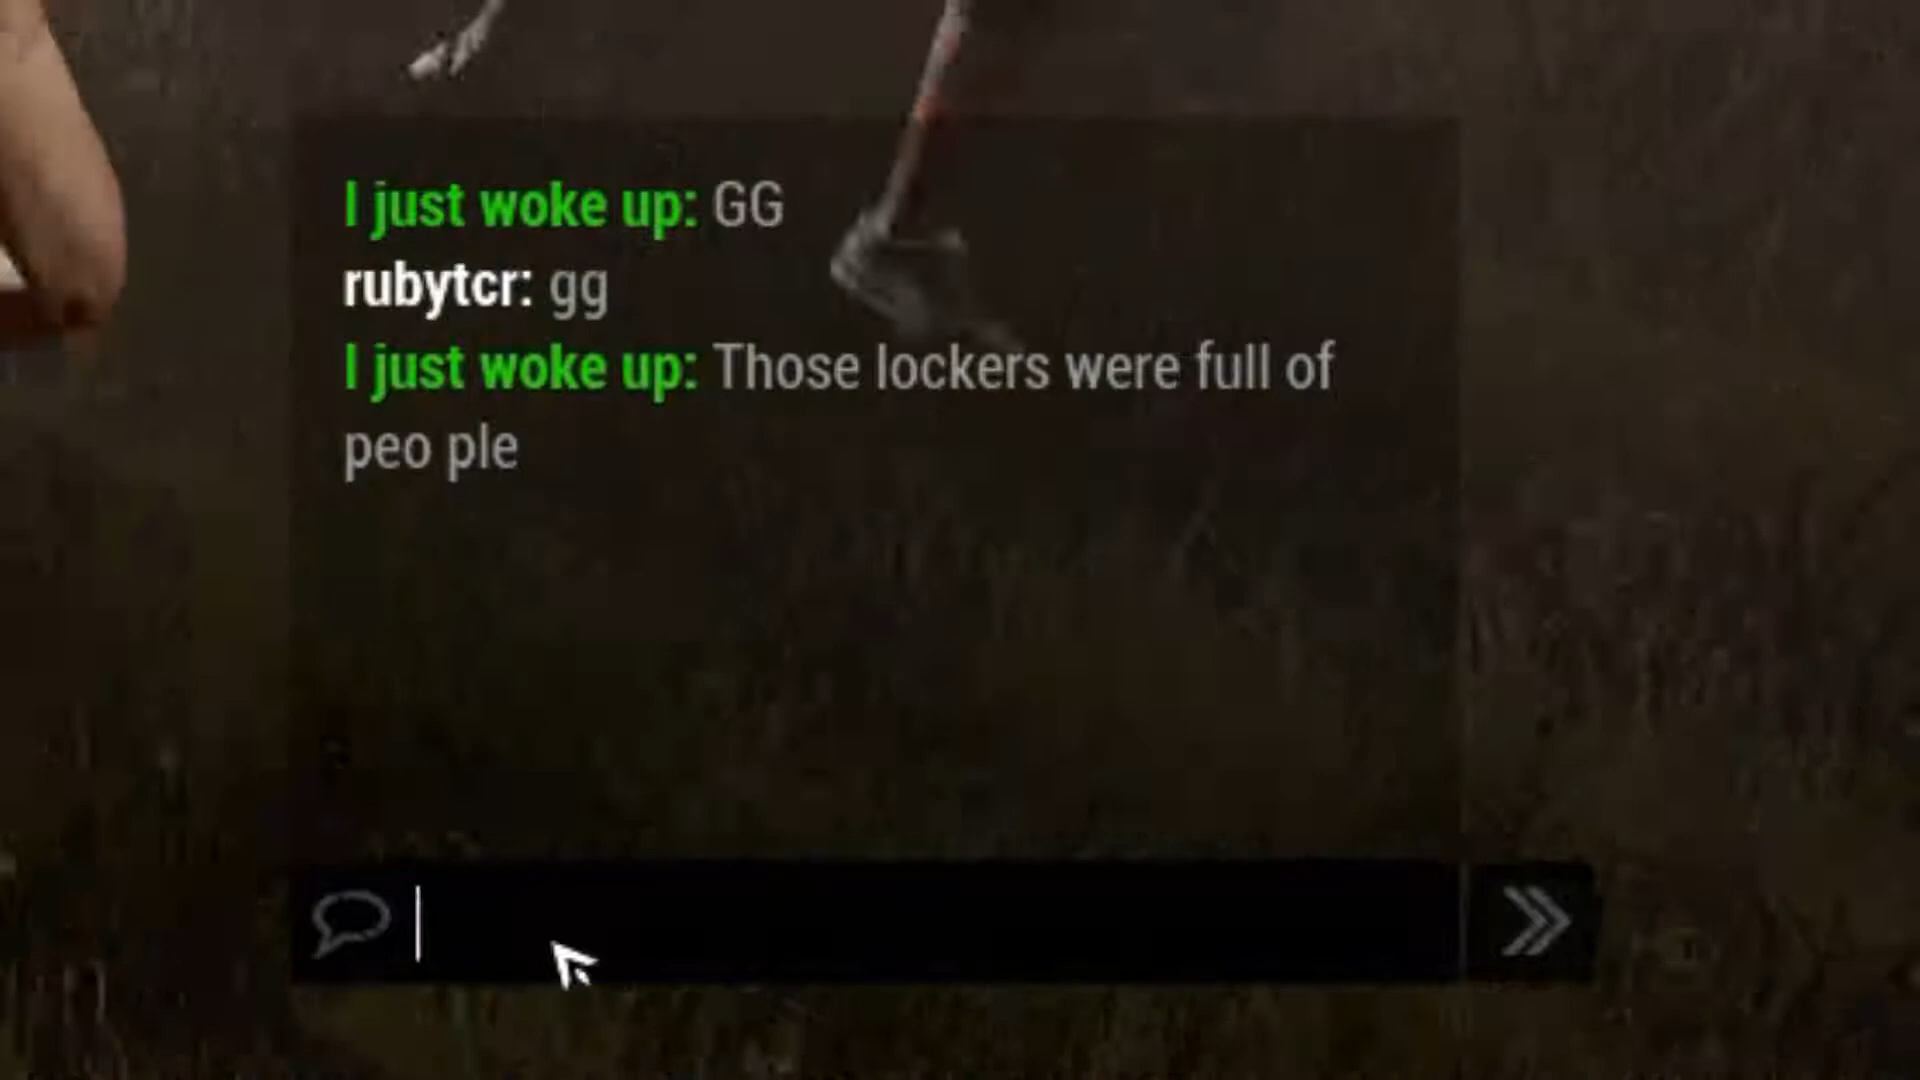 I just woke up: GG
rubytcr: gg
I just woke up: Those lockers were full of
peo ple